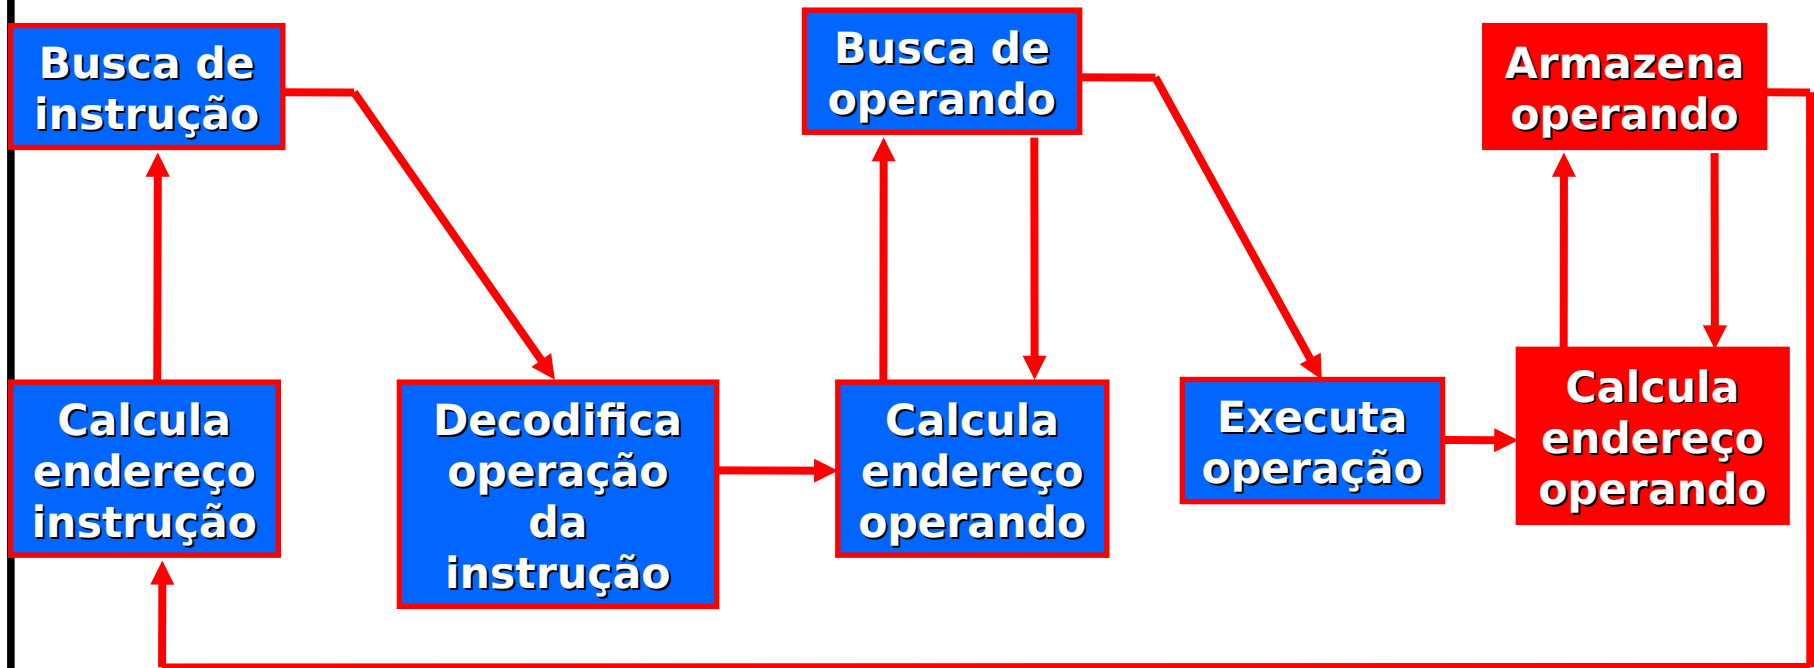 Busca de
instrução
Busca de
operando
Armazena
operando
Calcula
endereço
instrução
Decodifica
operação
da
instrução
Calcula
endereço
operando
Executa
operação
Calcula
endereço
operando